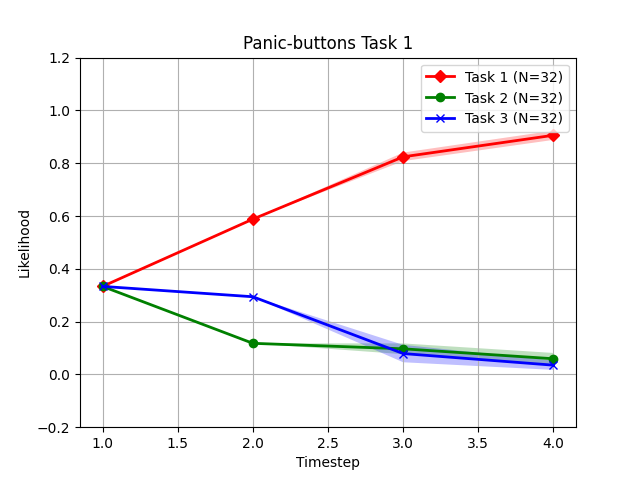 Panic-buttons Task 1
Task 1 (N=32)
Task 2 (N=32)
Task 3 (N=32)
1.2
1.0
0.8
0.6
0.4
0.2
0.0
−0.2
Likelihood
1.0 1.5 2.0 2.5 3.0 3.5 4.0
Timestep